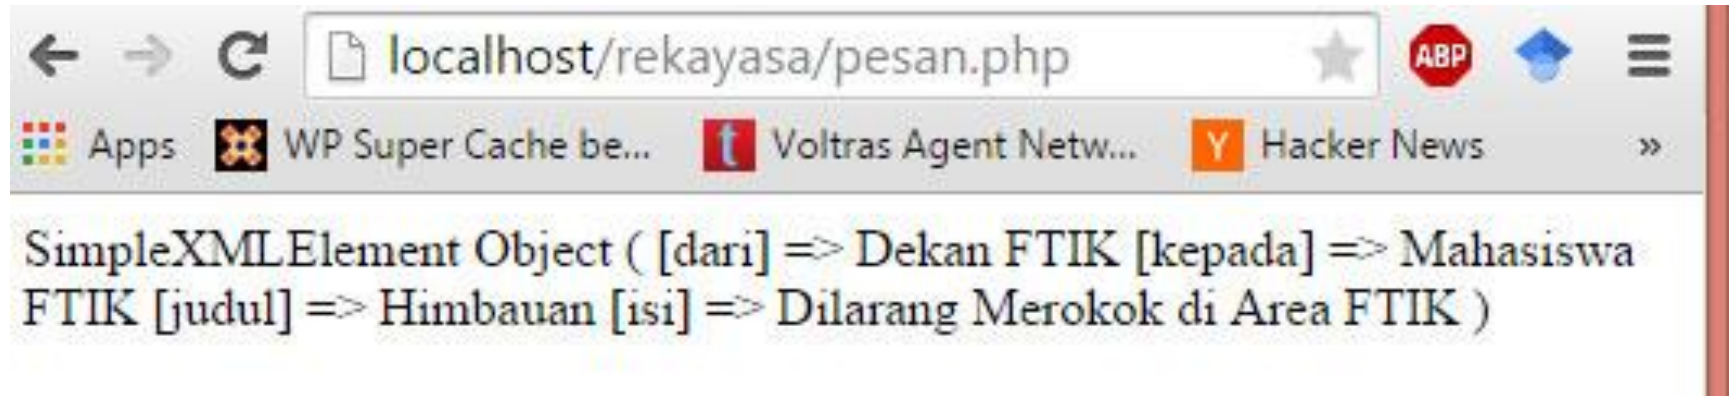 localhost/rekayasa/pesan.php
ABP
Apps WP Super Cache be... t Voltras Agent Netw... Y Hacker News »
SimpleXMLElement Object ( [dari] => Dekan FTIK [kepada] => Mahasiswa
FTIK [judul] => Himbauan [isi] => Dilarang Merokok di Area FTIK )